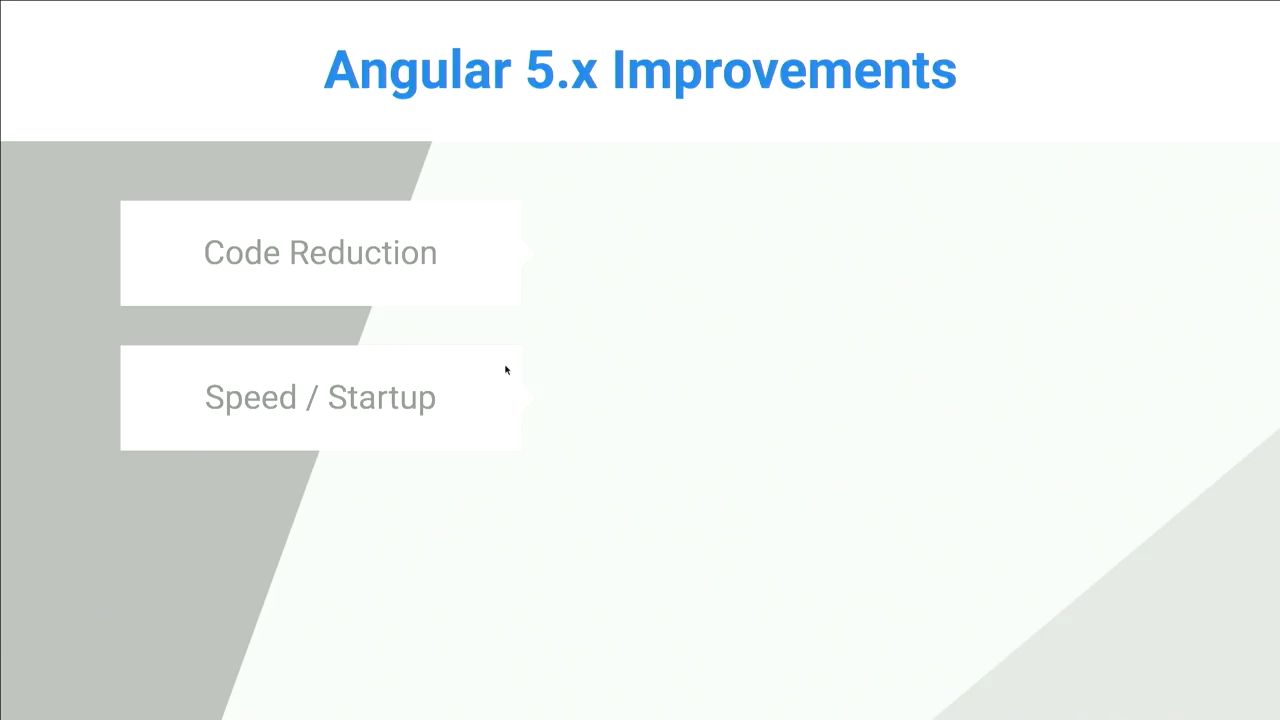 Angular 5.x Improvements
Code Reduction
Speed / Startup